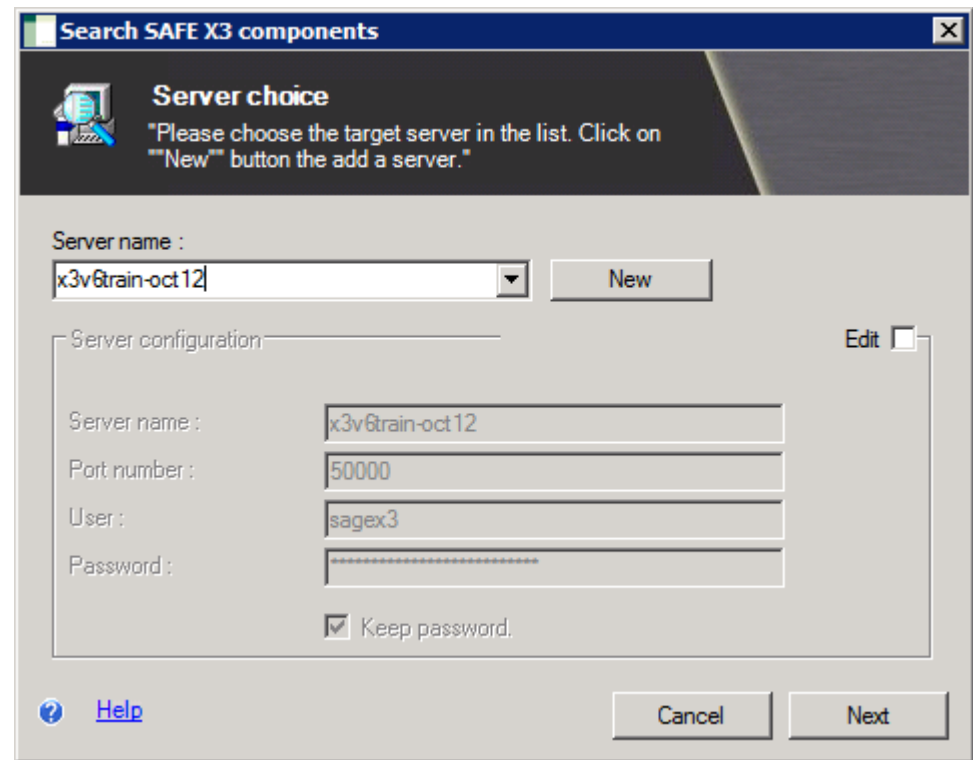 Search SAFE X3 components
Server choice
"Please choose the target server in the list. Click on
""New"" button the add a server."
Server name :
x3v6train-oct12
New
Server configuration
Edit
Server name :
x3v6train-oct12
Port number :
50000
User :
sagex3
Password :
**************************
Keep password.
Help
Cancel
Next